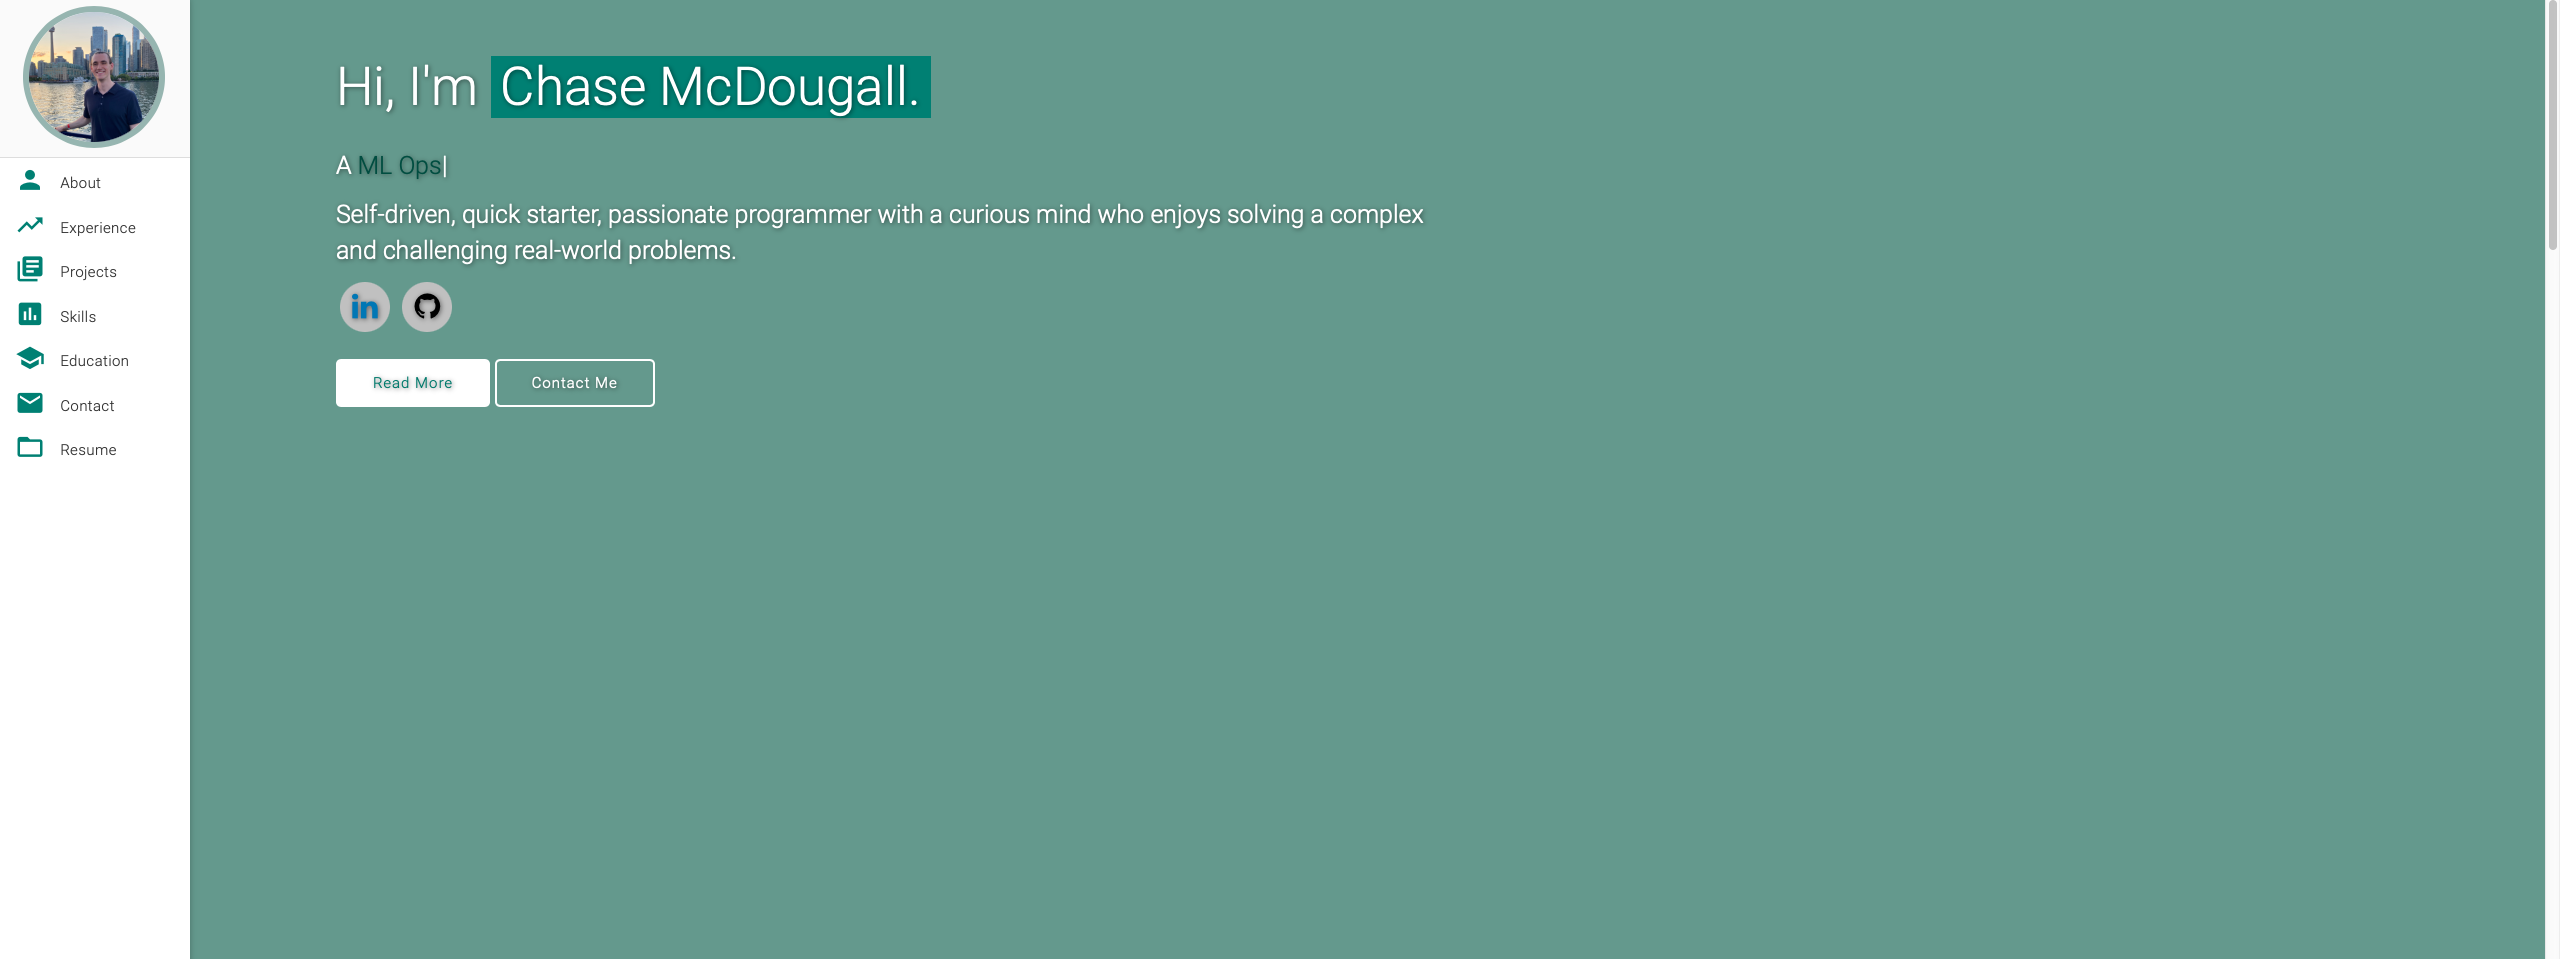 About
Experience
Projects
Skills
Education
Contact
Resume
Hi, I'm Chase McDougall.
A ML Ops|
Self-driven, quick starter, passionate programmer with a curious mind who enjoys solving a complex
and challenging real-world problems.
in
Read More Contact Me